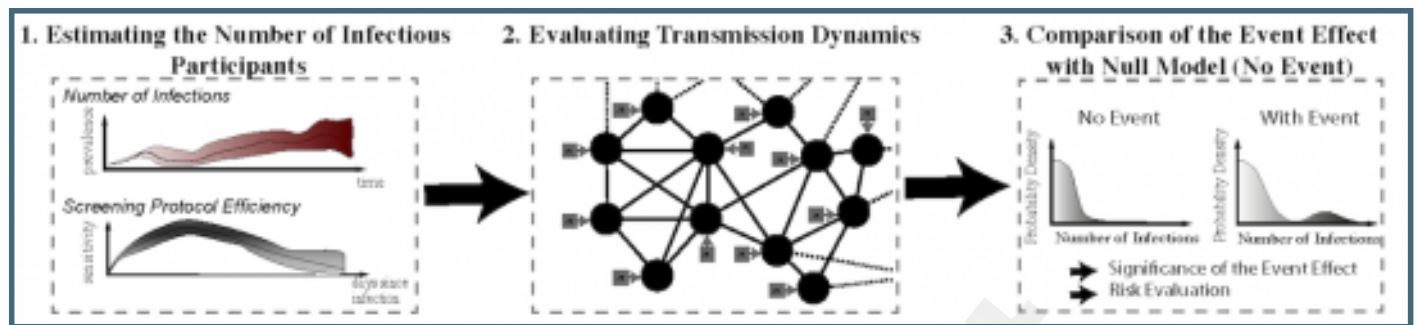 1. Estimating the Number of Infectious
Participants
Number of Infections
prevalence
time
Screening Protocol Efficiency
sensitivity
days since
infection
2. Evaluating Transmission Dynamics
3. Comparison of the Event Effect
with Null Model (No Event)
No Event
Probability Density
Number of Infections
With Event
Probability Density
Number of Infections
Significance of the Event Effect
Risk Evaluation